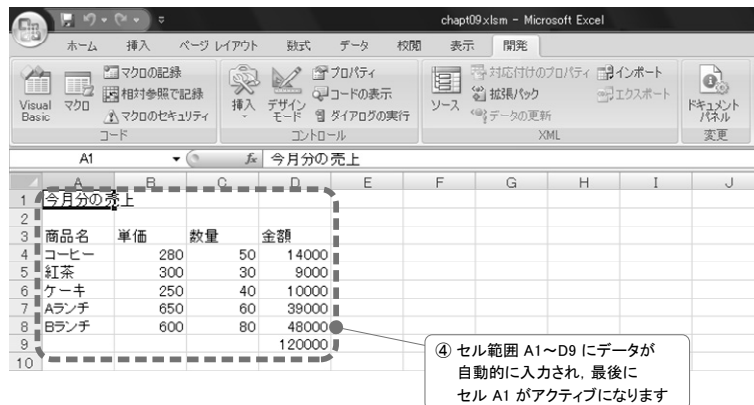 chapt09.xlsm - Microsoft Excel
ホーム 挿入 ページ レイアウト 数式 データ 校閲 表示 開発
Visual Basic
マクロ
マクロの記録
相対参照で記録
マクロのセキュリティ
コード
挿入
デザイン モード
プロパティ
コードの表示
ダイアログの実行
コントロール
ソース
対応付けのプロパティ
拡張パック
データの更新
インポート
エクスポート
XML
ドキュメント パネル
変更
A1 fx 今月分の売上
A B C D E F G H I J
1 今月分の売上
2
3 商品名 単価 数量 金額
4 コーヒー 280 50 14000
5 紅茶 300 30 9000
6 ケーキ 250 40 10000
7 Aランチ 650 60 39000
8 Bランチ 600 80 48000
9 120000
10
④ セル範囲 A1～D9 にデータが
自動的に入力され，最後に
セル A1 がアクティブになります